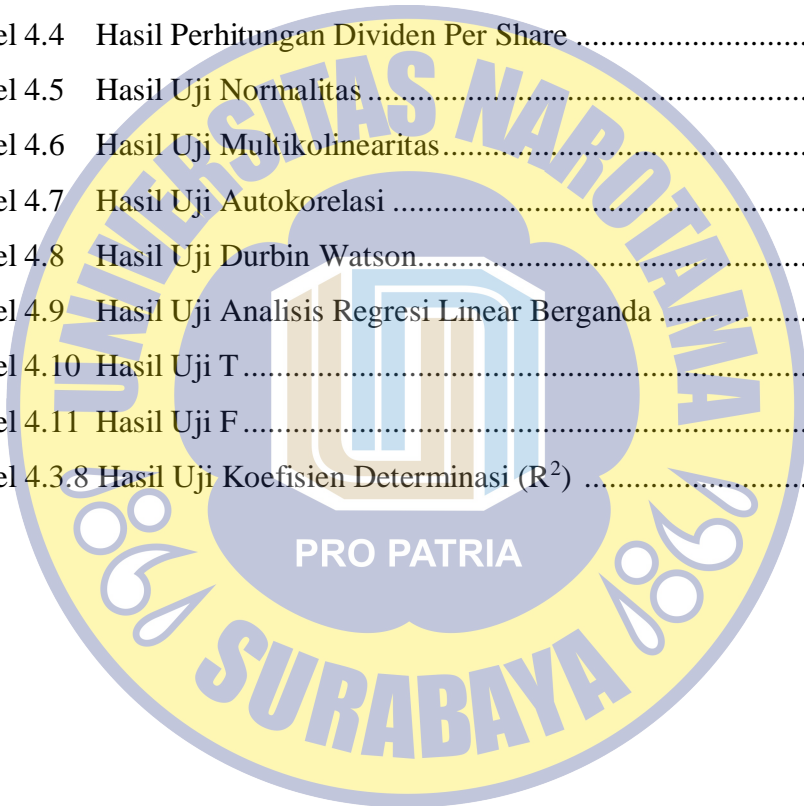 el 4.4 Hasil Perhitungan Dividen Per Share ..............................
el 4.5 Hasil Uji Normalitas ..............................
el 4.6 Hasil Uji Multikolinearitas..............................
el 4.7 Hasil Uji Autokorelasi ..............................
el 4.8 Hasil Uji Durbin Watson..............................
el 4.9 Hasil Uji Analisis Regresi Linear Berganda ..................
el 4.10 Hasil Uji T ..............................
el 4.11 Hasil Uji F ..............................
el 4.3.8 Hasil Uji Koefisien Determinasi (R²) ..............................
UNIVERSITAS NAROTAMA
PRO PATRIA
SURABAYA